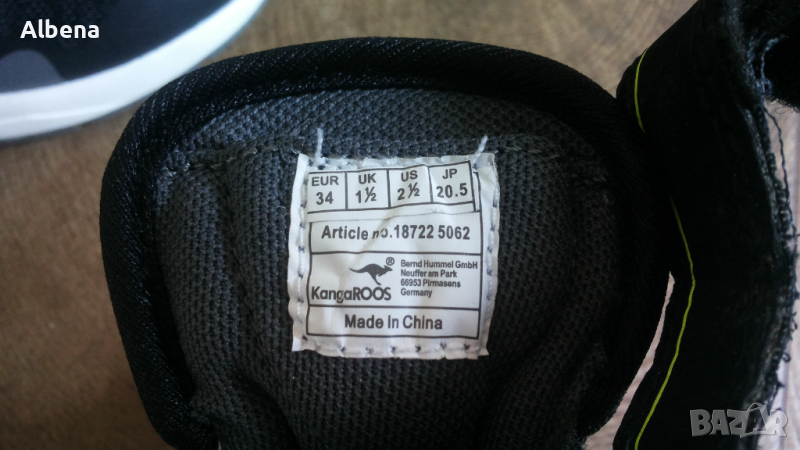 Albena
EUR UK US JP
34 1½ 2½ 20.5
Article no.18722 5062
KangaROOS ®
Bernd Hummel GmbH
Neuffer am Park
66953 Pirmasens
Germany
Made in China
BAZAR